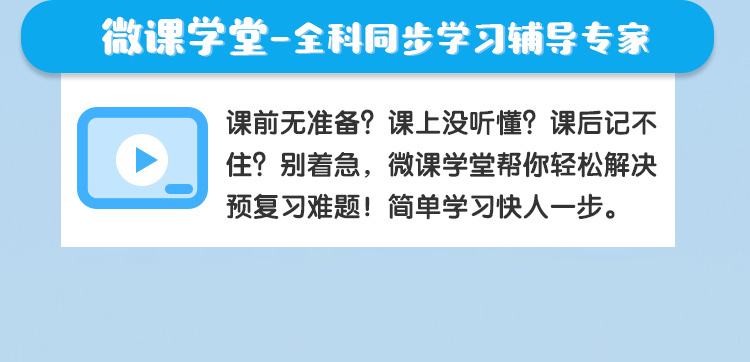 微课学堂-全科同步学习辅导专家
课前无准备？课上没听懂？课后记不
住？别着急，微课学堂帮你轻松解决
预复习难题！简单学习快人一步。